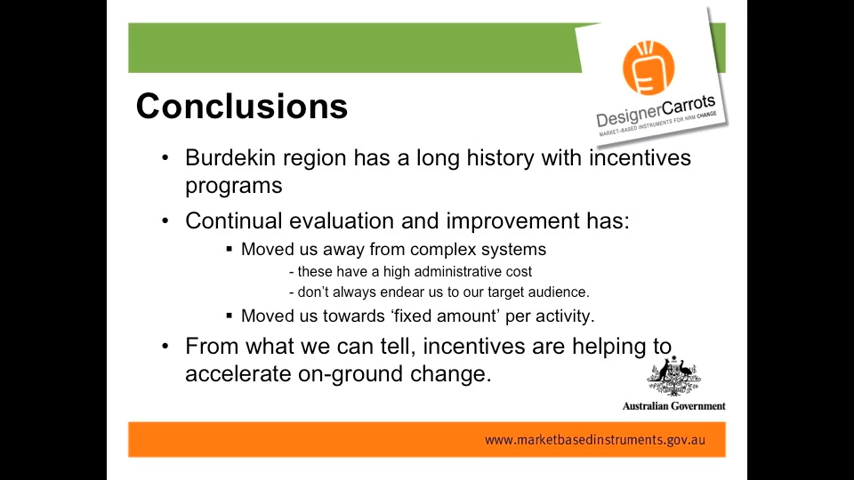 DesignerCarrots
MARKET-BASED INSTRUMENTS FOR NRM CHANGE
Conclusions
• Burdekin region has a long history with incentives
programs
• Continual evaluation and improvement has:
▪ Moved us away from complex systems
- these have a high administrative cost
- don't always endear us to our target audience.
▪ Moved us towards ‘fixed amount’ per activity.
• From what we can tell, incentives are helping to
accelerate on-ground change.
Australian Government
www.marketbasedinstruments.gov.au